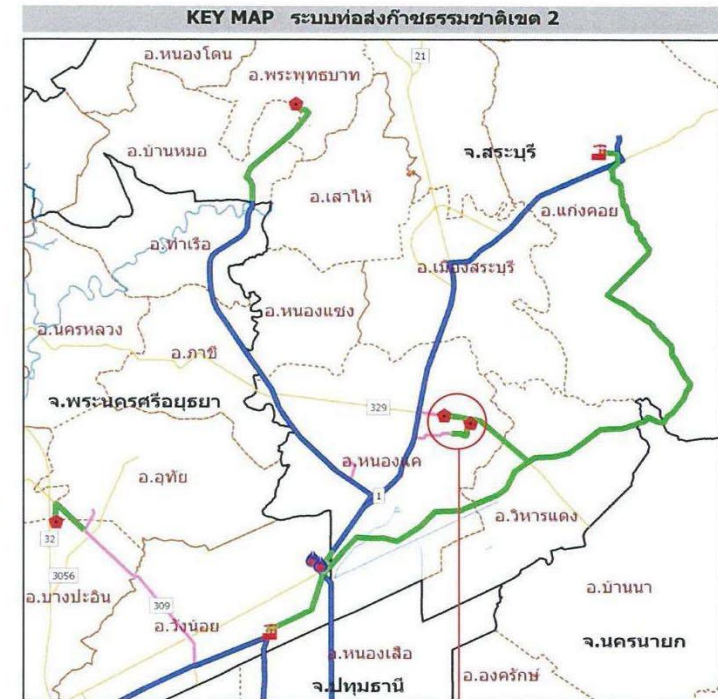 KEY MAP ระบบท่อส่งก๊าซธรรมชาติเขต 2
อ.หนองโดน
อ.พระพุทธบาท
21
อ.บ้านหมอ
จ.สระบุรี
อ.เสาไห้
อ.แก่งคอย
อ.ท่าเรือ
อ.เมืองสระบุรี
อ.หนองแซง
อ.นครหลวง
อ.ภาชี
จ.พระนครศรีอยุธยา
329
อ.หนองแค
อ.อุทัย
1
อ.วิหารแดง
32
3056
อ.บางปะอิน
309
อ.บ้านนา
อ.วังน้อย
จ.นครนายก
อ.หนองเสือ
อ.องครักษ์
จ.ปทุมธานี